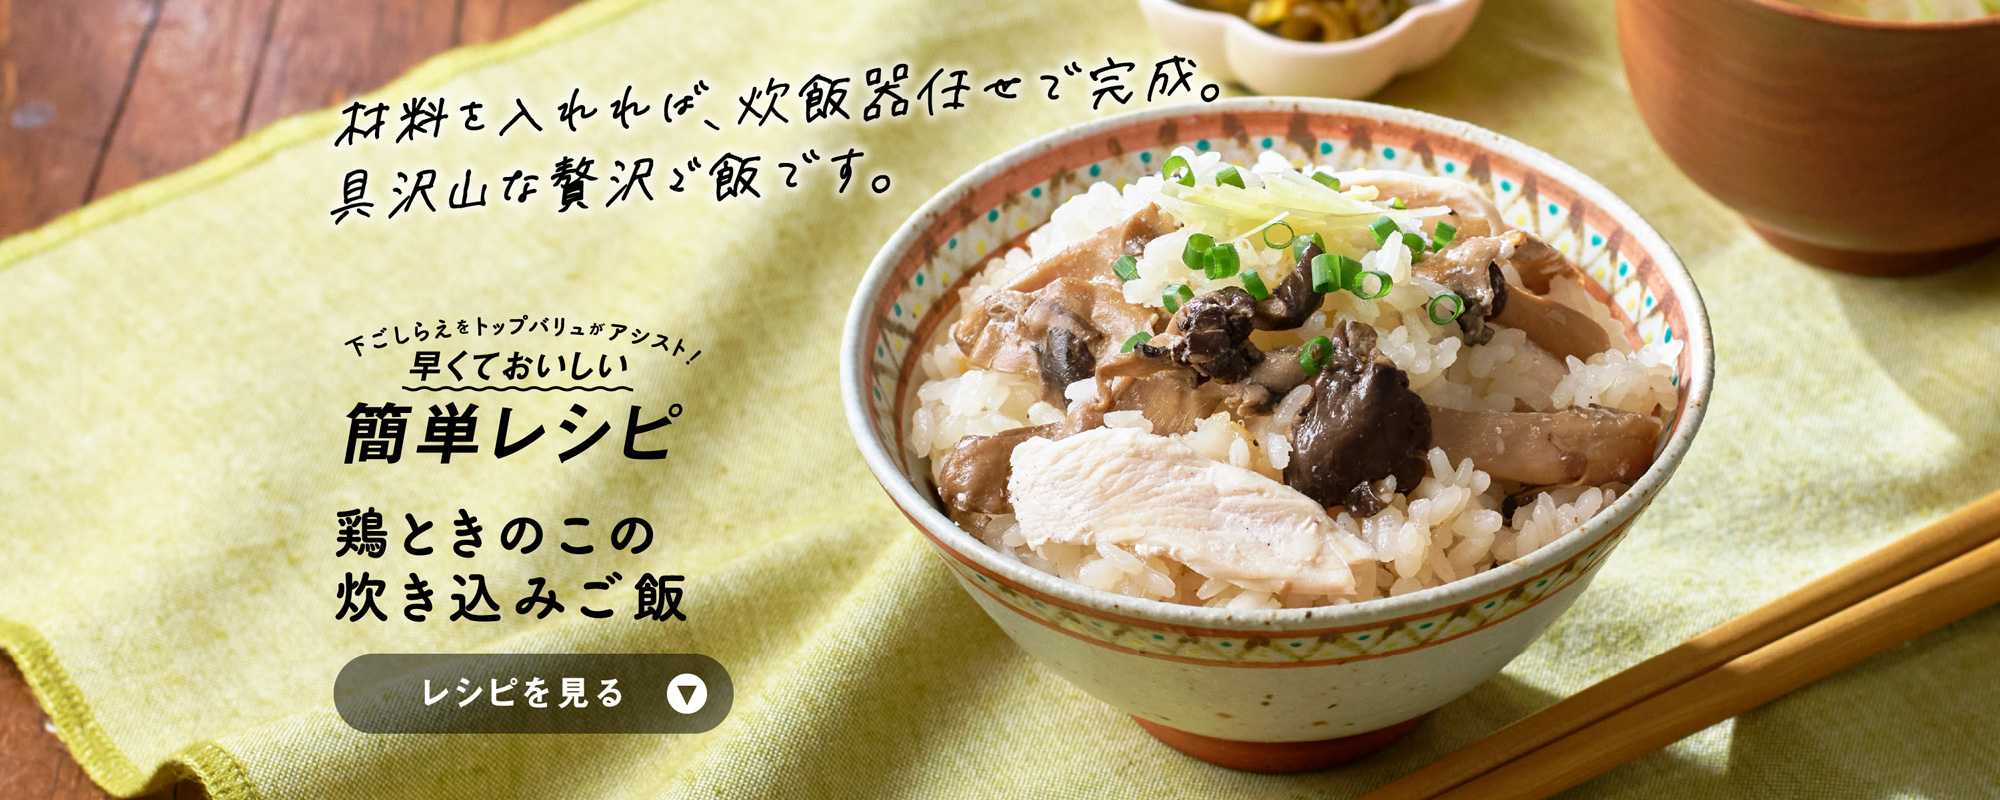 材料を入れれば、炊飯器任せで完成。
具沢山な贅沢ご飯です。
下ごしらえをトップバリュがアシスト!
早くておいしい
簡単レシピ
鶏ときのこの
炊き込みご飯
レシピを見る